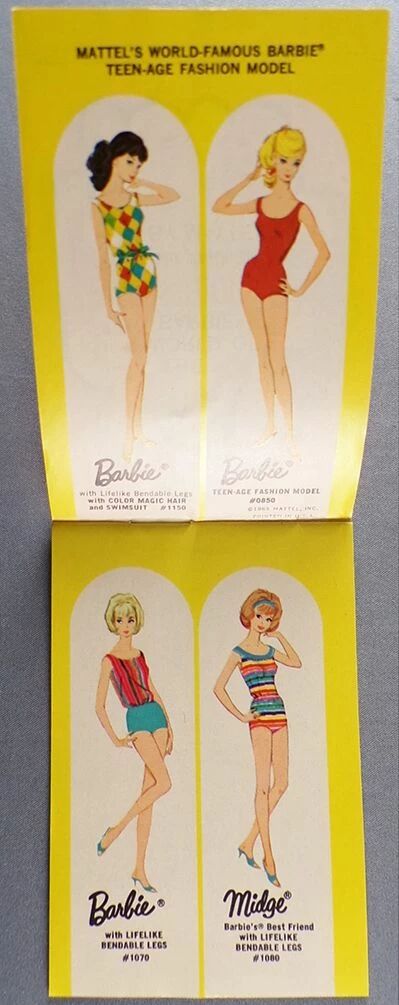 MATTEL'S WORLD-FAMOUS BARBIE®
TEEN-AGE FASHION MODEL
Barbie®
with Lifelike Bendable Legs
with COLOR MAGIC HAIR
and SWIMSUIT #1150
Barbie®
TEEN-AGE FASHION MODEL
#0850
©1965 MATTEL, INC.
PRINTED IN U.S.A.
Barbie®
with LIFELIKE
BENDABLE LEGS
#1070
Midge®
Barbie's® Best Friend
with LIFELIKE
BENDABLE LEGS
#1080